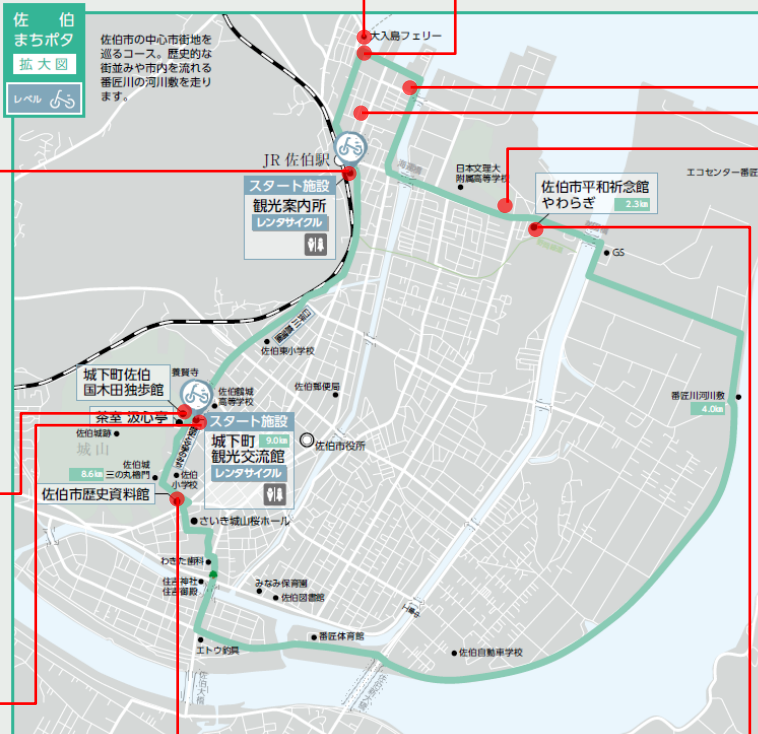 佐伯
まちポタ
拡大図
レベル
佐伯市の中心市街地を
巡るコース。歴史的な
街並みや市内を流れる
番匠川の河川敷を走り
ます。
大入島フェリー
JR 佐伯駅
スタート施設
観光案内所
レンタサイクル
日本文理大
附属高等学校
佐伯市平和祈念館
やわらぎ 2.3km
エコセンター番匠
GS
佐伯東小学校
城下町佐伯
国木田独歩館
養賢寺
佐伯鶴城
高等学校
佐伯郵便局
番匠川河川敷
4.0km
茶室 汲心亭
佐伯城跡
城山
スタート施設
城下町 9.0km
観光交流館
レンタサイクル
佐伯市役所
佐伯城
三の丸櫓門
8.6km
佐伯
小学校
佐伯市歴史資料館
さいき城山桜ホール
わきた歯科
住吉神社
住吉御殿
みなみ保育園
佐伯図書館
番匠体育館
エトウ釣具
佐伯自動車学校
佐伯大橋